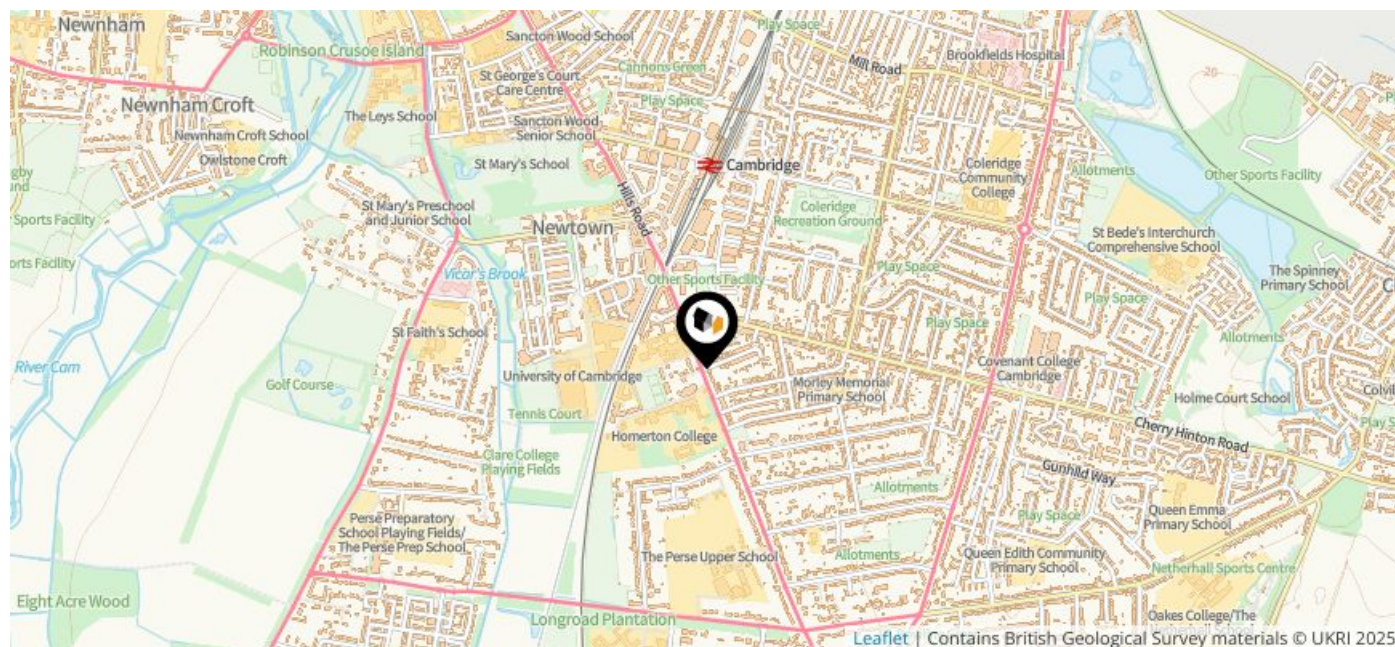 Newnham
Robinson Crusoe Island
Sancton Wood School
Play Space
Brookfields Hospital
Mill Road
20
Cannons Green
St George's Court
Care Centre
Play Space
Newnham Croft
The Leys School
Sancton Wood
Senior School
Newnham Croft School
Owlstone Croft
St Mary's School
Cambridge
Coleridge
Community
College
Allotments
Other Sports Facility
Sports Facility
St Mary's Preschool
and Junior School
Hills Road
Coleridge
Recreation Ground
10
Newtown
St Bede's Interchurch
Comprehensive School
Vicar's Brook
Other Sports Facility
Play Space
The Spinney
Primary School
Play Space
St Faith's School
Play Space
Allotments
River Cam
Golf Course
University of Cambridge
Morley Memorial
Primary School
Covenant College
Cambridge
Holme Court School
Tennis Court
Homerton College
Cherry Hinton Road
Clare College
Playing Fields
Gunhild Way
Allotments
Perse Preparatory
School Playing Fields/
The Perse Prep School
Play Space
Queen Emma
Primary School
The Perse Upper School
Allotments
Queen Edith Community
Primary School
Netherhall Sports Centre
Eight Acre Wood
Longroad Plantation
Oakes College/The
Leaflet | Contains British Geological Survey materials © UKRI 2025